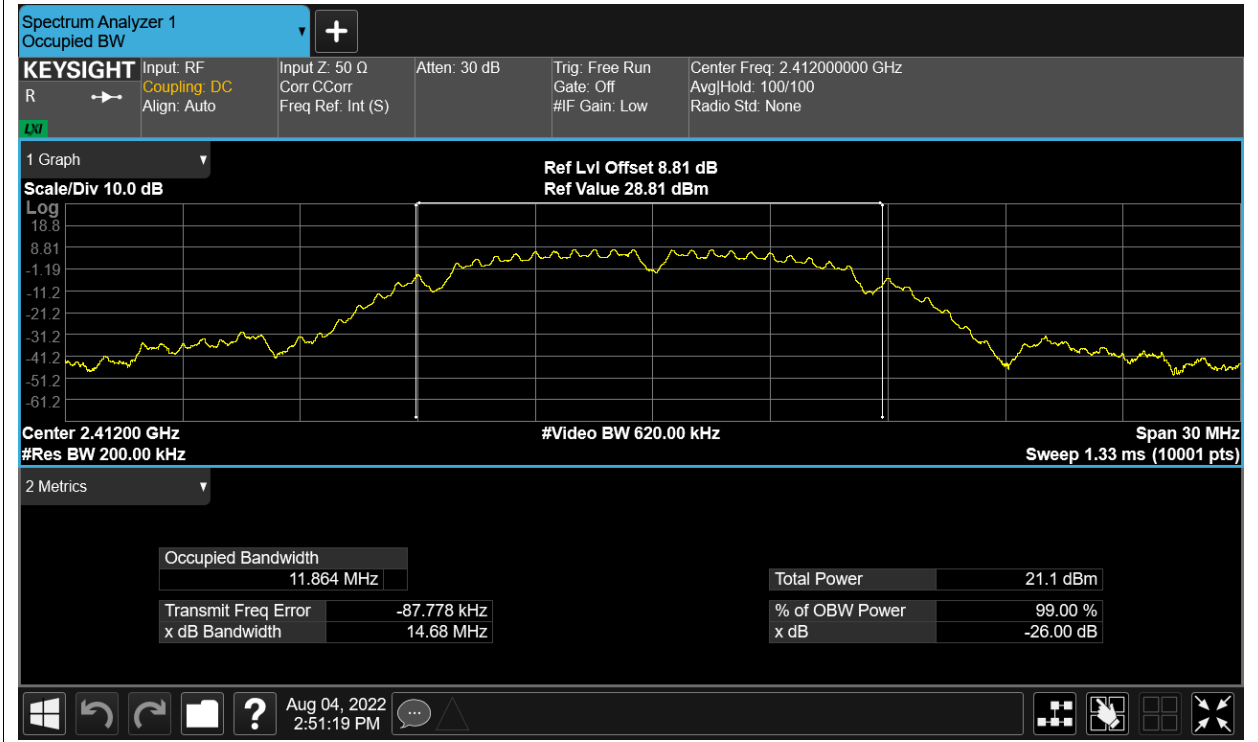 Spectrum Analyzer 1
Occupied BW
KEYSIGHT
R
LXI
Input: RF
Coupling: DC
Align: Auto
Input Z: 50 Ω
Corr CCorr
Freq Ref: Int (S)
Atten: 30 dB
Trig: Free Run
Gate: Off
#IF Gain: Low
Center Freq: 2.412000000 GHz
Avg|Hold: 100/100
Radio Std: None
1 Graph
Ref Lvl Offset 8.81 dB
Scale/Div 10.0 dB
Ref Value 28.81 dBm
Log
18.8
8.81
-1.19
-11.2
-21.2
-31.2
-41.2
-51.2
-61.2
Center 2.41200 GHz
#Video BW 620.00 kHz
Span 30 MHz
#Res BW 200.00 kHz
Sweep 1.33 ms (10001 pts)
2 Metrics
Occupied Bandwidth
11.864 MHz
Total Power 21.1 dBm
Transmit Freq Error -87.778 kHz
% of OBW Power 99.00 %
x dB Bandwidth 14.68 MHz
x dB -26.00 dB
Aug 04, 2022
2:51:19 PM